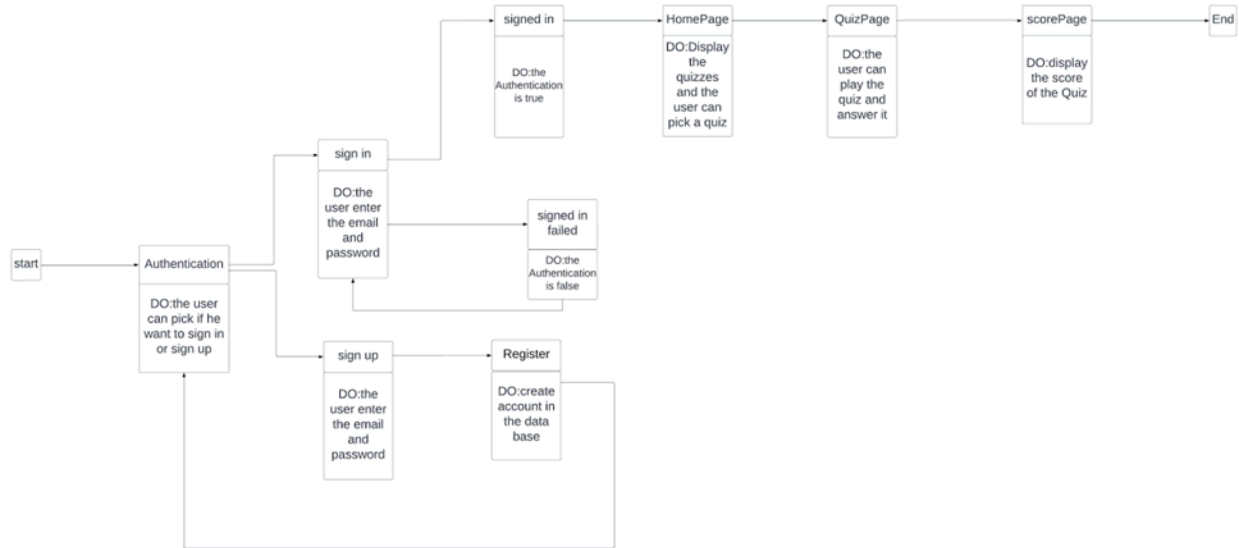 signed in
DO:the
Authentication
is true
HomePage
DO:Display
the
quizzes
and the
user can
pick a quiz
QuizPage
DO:the
user can
play the
quiz and
answer it
scorePage
DO:display
the score
of the Quiz
End
sign in
DO:the
user enter
the email
and
password
signed in
failed
DO:the
Authentication
is false
start
Authentication
DO:the user
can pick if he
want to sign in
or sign up
sign up
DO:the
user enter
the email
and
password
Register
DO:create
account in
the data
base